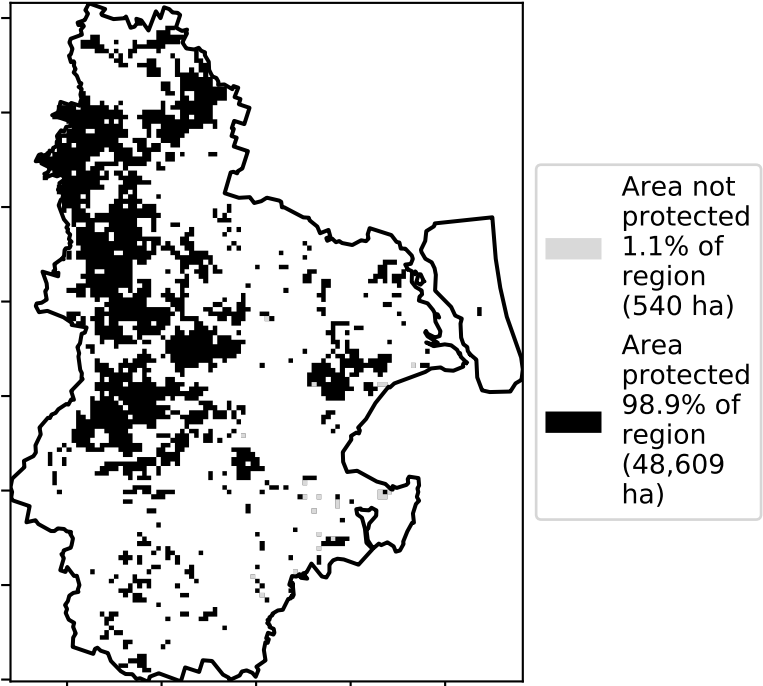 Area not
protected
1.1% of
region
(540 ha)
Area
protected
98.9% of
region
(48,609
ha)